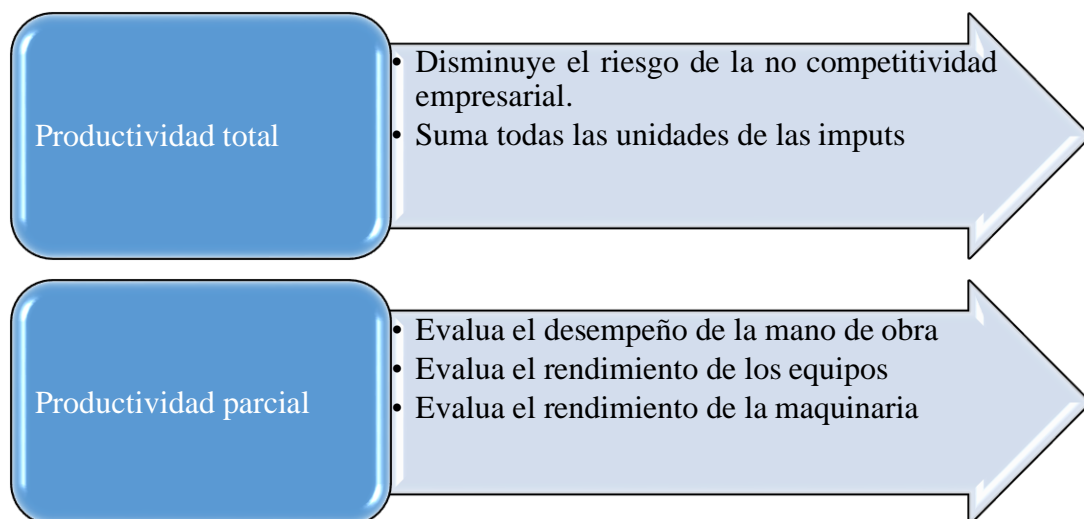 Productividad total
• Disminuye el riesgo de la no competitividad
empresarial.
• Suma todas las unidades de las imputs
Productividad parcial
• Evalua el desempeño de la mano de obra
• Evalua el rendimiento de los equipos
• Evalua el rendimiento de la maquinaria